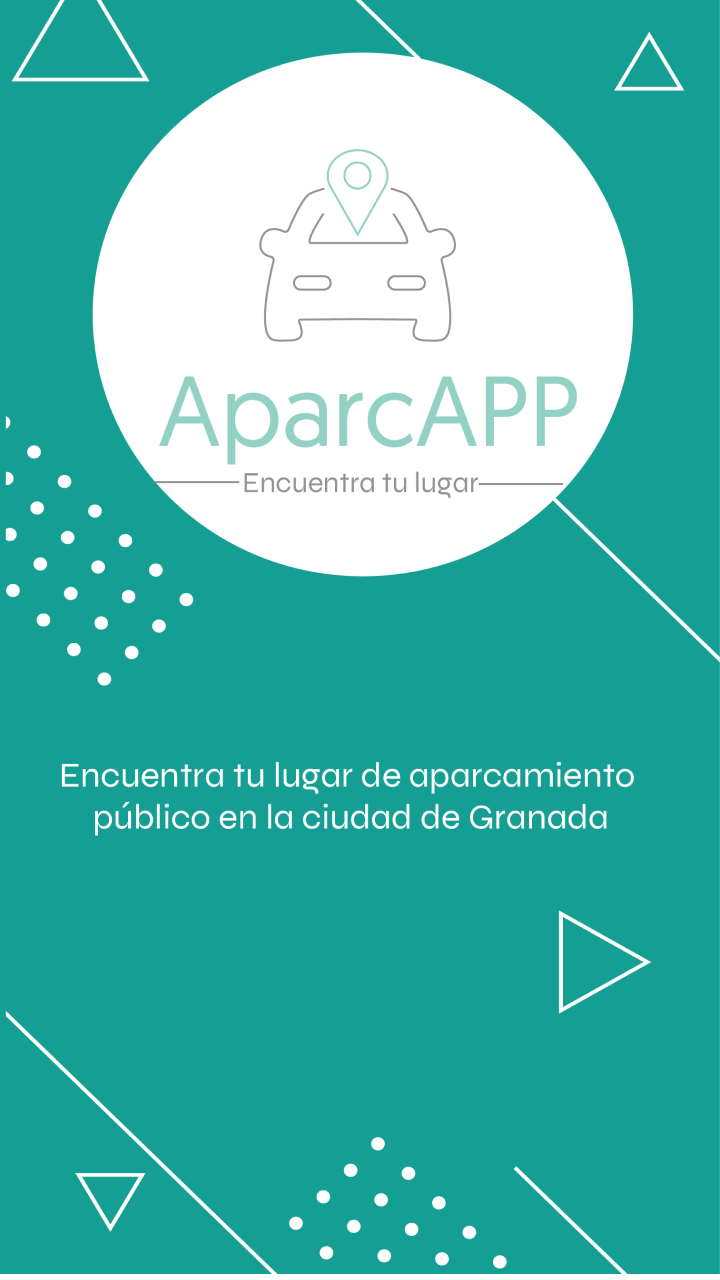 AparcAPP
Encuentra tu lugar
Encuentra tu lugar de aparcamiento
público en la ciudad de Granada